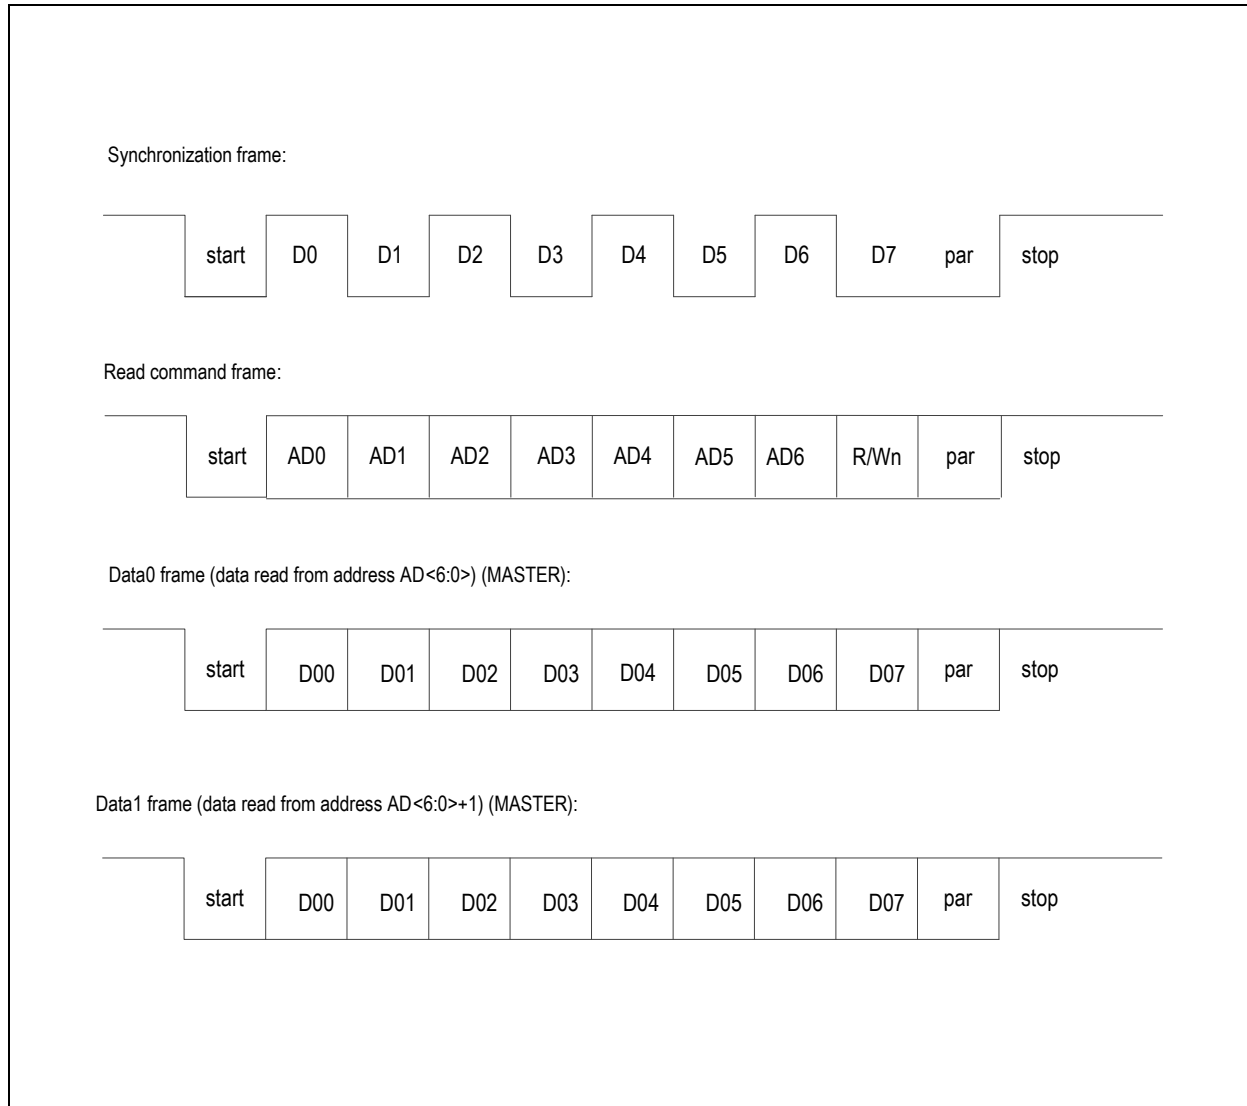 Synchronization frame:
start D0 D1 D2 D3 D4 D5 D6 D7 par stop
Read command frame:
start AD0 AD1 AD2 AD3 AD4 AD5 AD6 R/Wn par stop
Data0 frame (data read from address AD<6:0>) (MASTER):
start D00 D01 D02 D03 D04 D05 D06 D07 par stop
Data1 frame (data read from address AD<6:0>+1) (MASTER):
start D00 D01 D02 D03 D04 D05 D06 D07 par stop